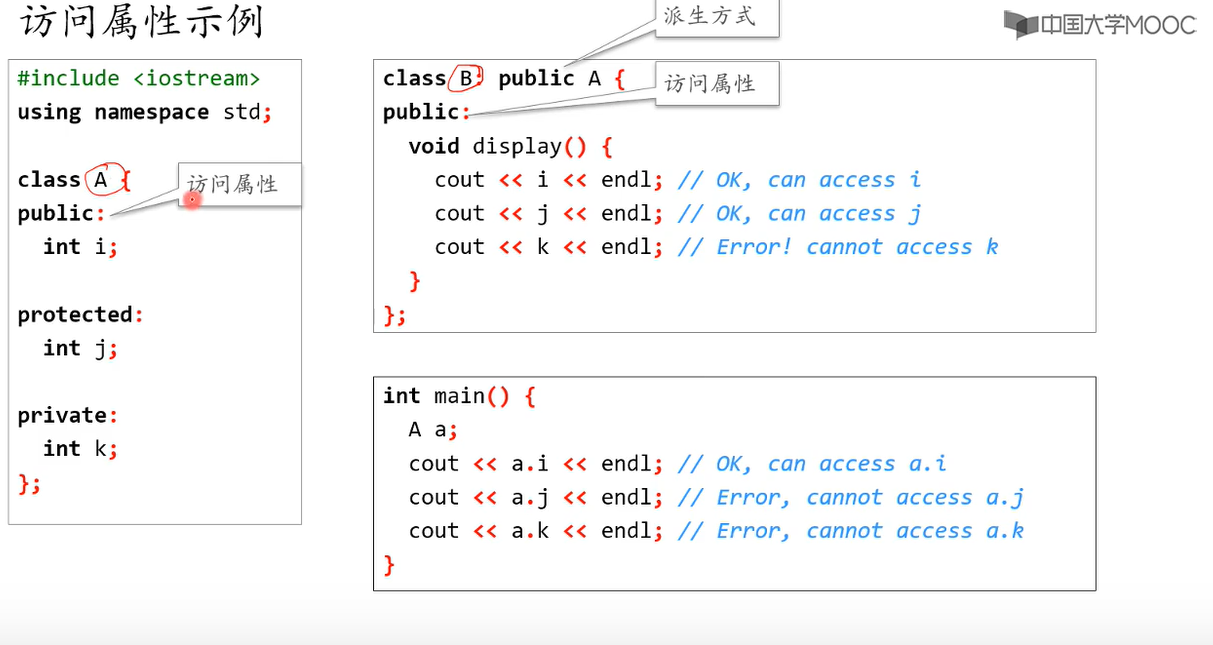 访问属性示例
中国大学MOOC
#include <iostream>
using namespace std;
class A {
访问属性
public:
int i;
protected:
int j;
private:
int k;
};
派生方式
class B: public A {
访问属性
public:
void display() {
cout << i << endl; // OK, can access i
cout << j << endl; // OK, can access j
cout << k << endl; // Error! cannot access k
}
};
int main() {
A a;
cout << a.i << endl; // OK, can access a.i
cout << a.j << endl; // Error, cannot access a.j
cout << a.k << endl; // Error, cannot access a.k
}